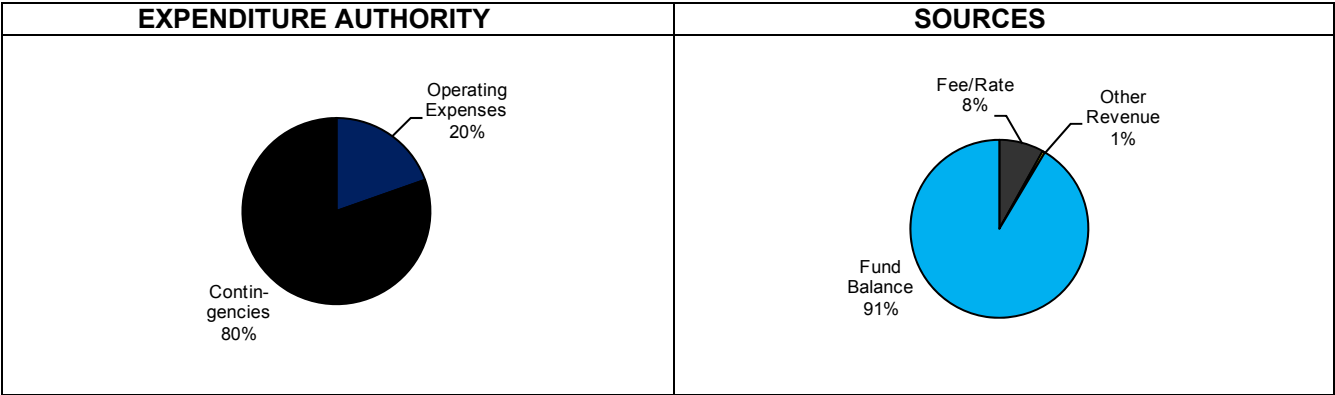 EXPENDITURE AUTHORITY
Operating
Expenses
20%
Contin-
gencies
80%
SOURCES
Fee/Rate
8%
Other
Revenue
1%
Fund
Balance
91%